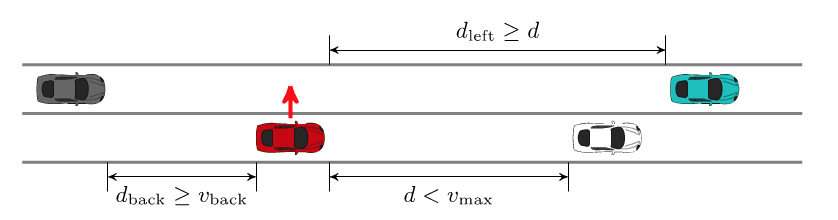 d_left ≥ d
d_back ≥ v_back
d < v_max